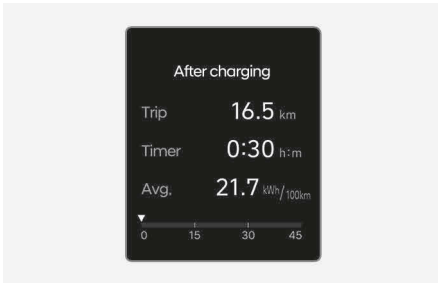 After charging
Trip 16.5 km
Timer 0:30 h:m
Avg. 21.7 kWh/100km
0 15 30 45